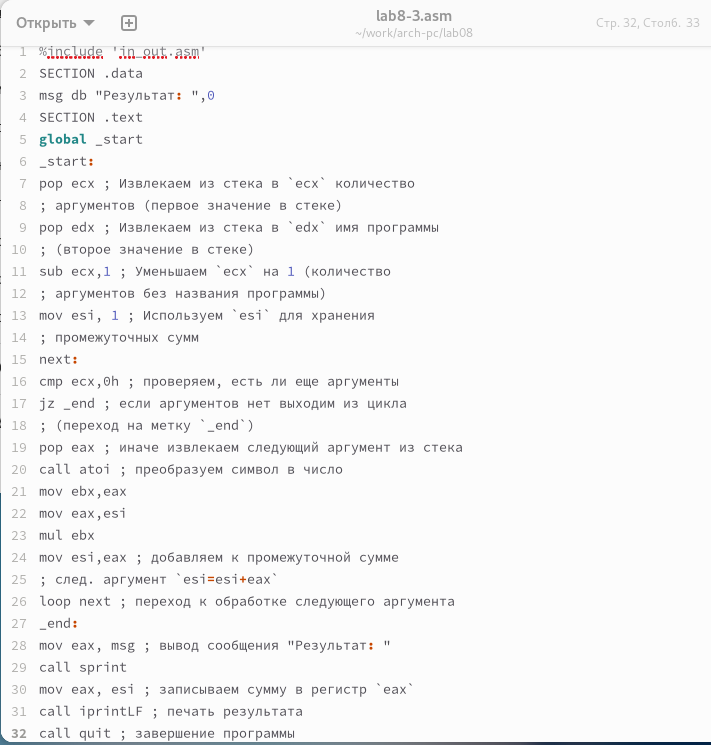 Открыть
lab8-3.asm
~/work/arch-pc/lab08
Стр. 32, Столб. 33
1 %include 'in_out.asm'
2 SECTION .data
3 msg db "Результат: ",0
4 SECTION .text
5 global _start
6 _start:
7 pop ecx ; Извлекаем из стека в `ecx` количество
8 ; аргументов (первое значение в стеке)
9 pop edx ; Извлекаем из стека в `edx` имя программы
10 ; (второе значение в стеке)
11 sub ecx,1 ; Уменьшаем `ecx` на 1 (количество
12 ; аргументов без названия программы)
13 mov esi, 1 ; Используем `esi` для хранения
14 ; промежуточных сумм
15 next:
16 cmp ecx,0h ; проверяем, есть ли еще аргументы
17 jz _end ; если аргументов нет выходим из цикла
18 ; (переход на метку `_end`)
19 pop eax ; иначе извлекаем следующий аргумент из стека
20 call atoi ; преобразуем символ в число
21 mov ebx,eax
22 mov eax,esi
23 mul ebx
24 mov esi,eax ; добавляем к промежуточной сумме
25 ; след. аргумент `esi=esi+eax`
26 loop next ; переход к обработке следующего аргумента
27 _end:
28 mov eax, msg ; вывод сообщения "Результат: "
29 call sprint
30 mov eax, esi ; записываем сумму в регистр `eax`
31 call iprintLF ; печать результата
32 call quit ; завершение программы